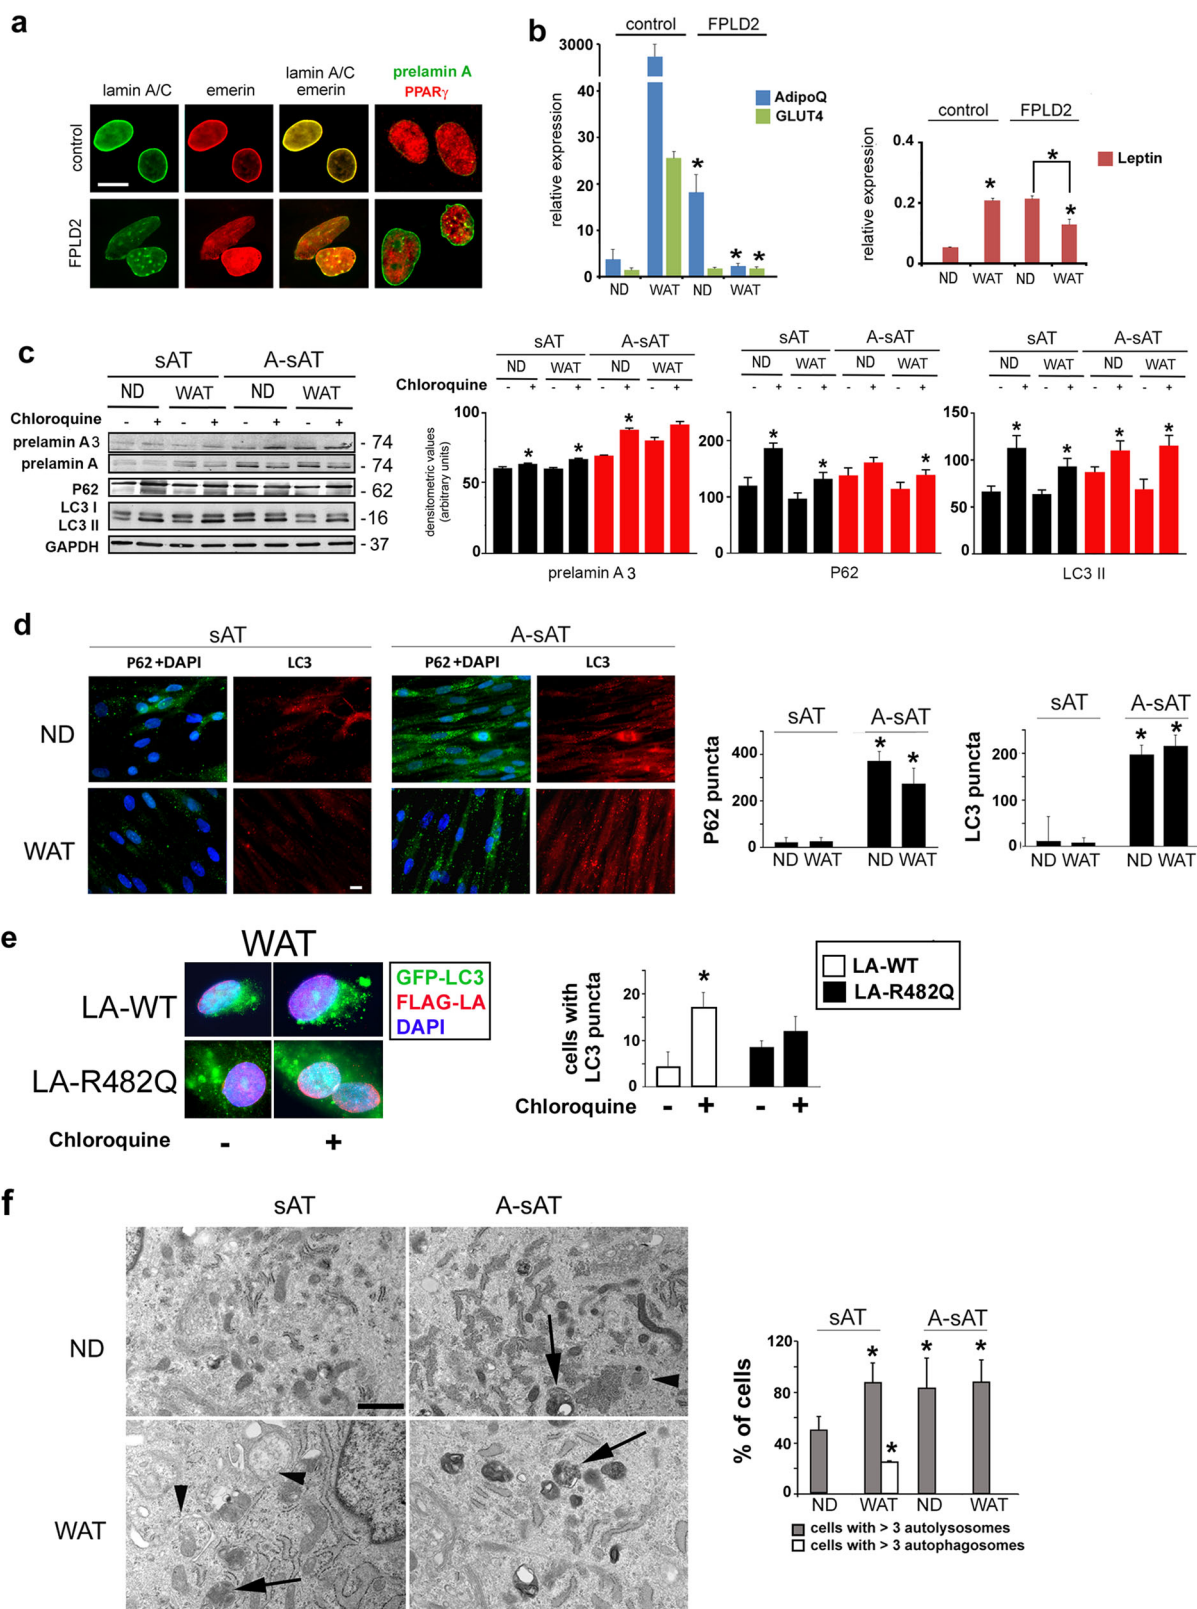 a
lamin A/C
emerin
lamin A/C
emerin
prelamin A
PPARγ
control
FPLD2
b
control FPLD2
3000
40
20
10
0
relative expression
* * *
ND WAT ND WAT
AdipoQ
GLUT4
control FPLD2
0.4
0.2
0
relative expression
* * *
ND WAT ND WAT
Leptin
c
sAT A-sAT
ND WAT ND WAT
Chloroquine - + - + - + - +
prelamin A3 - 74
prelamin A - 74
P62 - 62
LC3 I
LC3 II - 16
GAPDH - 37
sAT A-sAT
ND WAT ND WAT
Chloroquine - + - + - + - +
100
50
0
densitometric values
(arbitrary units)
* * *
prelamin A 3
sAT A-sAT
ND WAT ND WAT
- + - + - + - +
200
100
0
* * *
P62
sAT A-sAT
ND WAT ND WAT
- + - + - + - +
150
100
50
0
* * * *
LC3 II
d
sAT A-sAT
P62 +DAPI LC3 P62 +DAPI LC3
ND
WAT
sAT A-sAT
P62 puncta
400
200
0
* *
ND WAT ND WAT
sAT A-sAT
LC3 puncta
200
100
0
* *
ND WAT ND WAT
e
WAT
LA-WT
LA-R482Q
Chloroquine - +
GFP-LC3
FLAG-LA
DAPI
cells with
LC3 puncta
20
10
0
*
Chloroquine - + - +
LA-WT
LA-R482Q
f
sAT A-sAT
ND
WAT
sAT A-sAT
% of cells
120
80
40
0
* * * *
ND WAT ND WAT
cells with > 3 autolysosomes
cells with > 3 autophagosomes